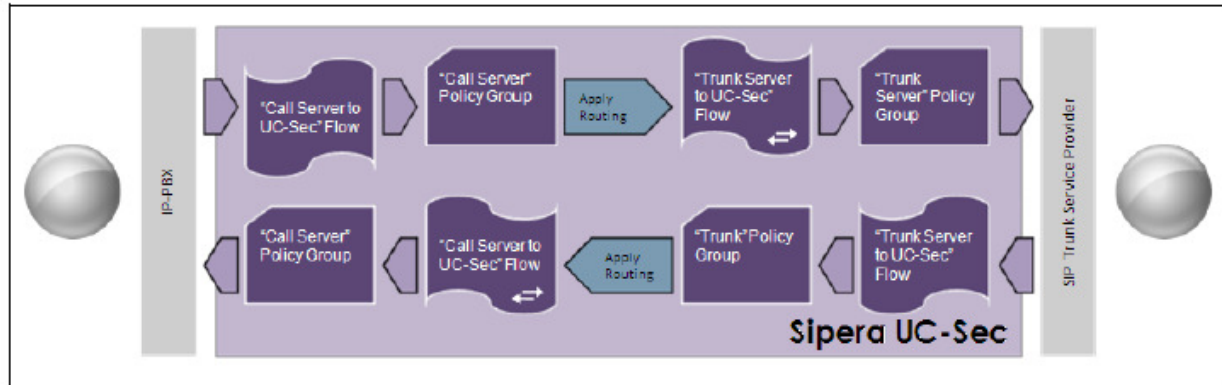 IP-PBX
"Call Server to
UC-Sec" Flow
"Call Server"
Policy Group
Apply
Routing
"Trunk Server
to UC-Sec"
Flow
"Trunk
Server" Policy
Group
SIP Trunk Service Provider
"Call Server"
Policy Group
"Call Server to
UC-Sec" Flow
Apply
Routing
"Trunk"Policy
Group
"Trunk Server
to UC-Sec"
Flow
Sipera UC-Sec